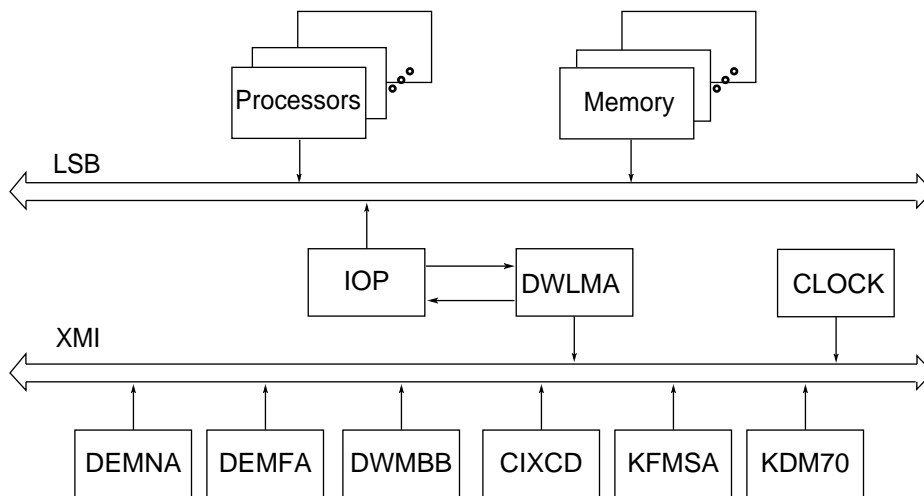 Processors
Memory
LSB
IOP
DWLMA
CLOCK
XMI
DEMNA
DEMFA
DWMBB
CIXCD
KFMSA
KDM70